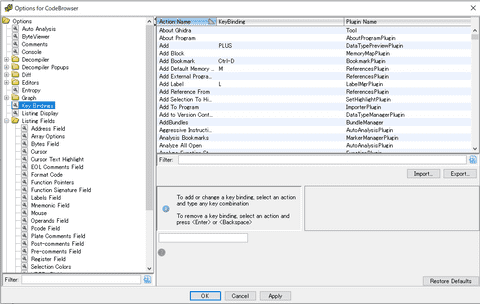 Options for CodeBrowser
Options
Auto Analysis
ByteViewer
Comments
Console
Decompiler
Decompiler Popups
Diff
Editors
Entropy
Graph
Key Bindings
Listing Display
Listing Fields
Address Field
Array Options
Bytes Field
Cursor
Cursor Text Highlight
EOL Comments Field
Format Code
Function Pointers
Function Signature Field
Labels Field
Mnemonic Field
Mouse
Operands Field
Pcode Field
Plate Comments Field
Post-comments Field
Pre-comments Field
Register Field
Selection Colors
Filter:
Action Name KeyBinding Plugin Name
About Ghidra Tool
About Program AboutProgramPlugin
Add PLUS DataTypePreviewPlugin
Add Block MemoryMapPlugin
Add Bookmark Ctrl-D BookmarkPlugin
Add Default Memory ... M ReferencesPlugin
Add External Progra... ReferencesPlugin
Add Label L LabelMgrPlugin
Add Reference From ReferencesPlugin
Add Selection To Hi... SetHighlightPlugin
Add To Program ImporterPlugin
Add to Version Cont... DataTypeManagerPlugin
AddBundles BundleManager
Aggressive Instructi... AutoAnalysisPlugin
Analysis Bookmarks MarkerManagerPlugin
Analyze All Open AutoAnalysisPlugin
Filter:
Import... Export...
To add or change a key binding, select an action
and type any key combination
To remove a key binding, select an action and
press <Enter> or <Backspace>
Restore Defaults
OK Cancel Apply